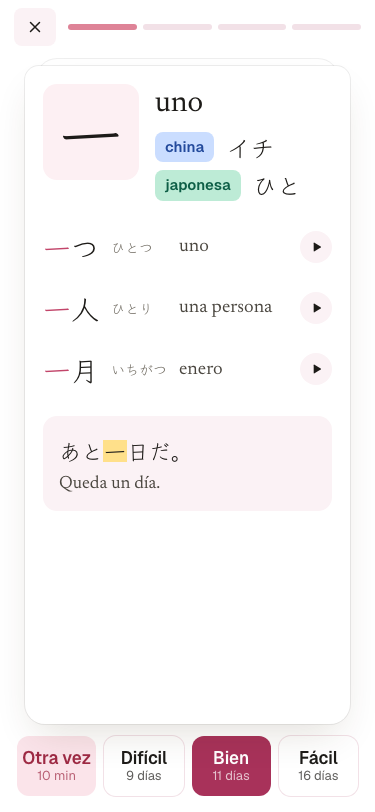 一
uno
china イチ
japonesa ひと
一つ ひとつ uno
一人 ひとり una persona
一月 いちがつ enero
あと一日だ。
Queda un día.
Otra vez Difícil Bien Fácil
10 min 9 días 11 días 16 días